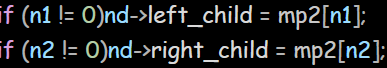 if (n1 != 0)nd->left_child = mp2[n1];
if (n2 != 0)nd->right_child = mp2[n2];